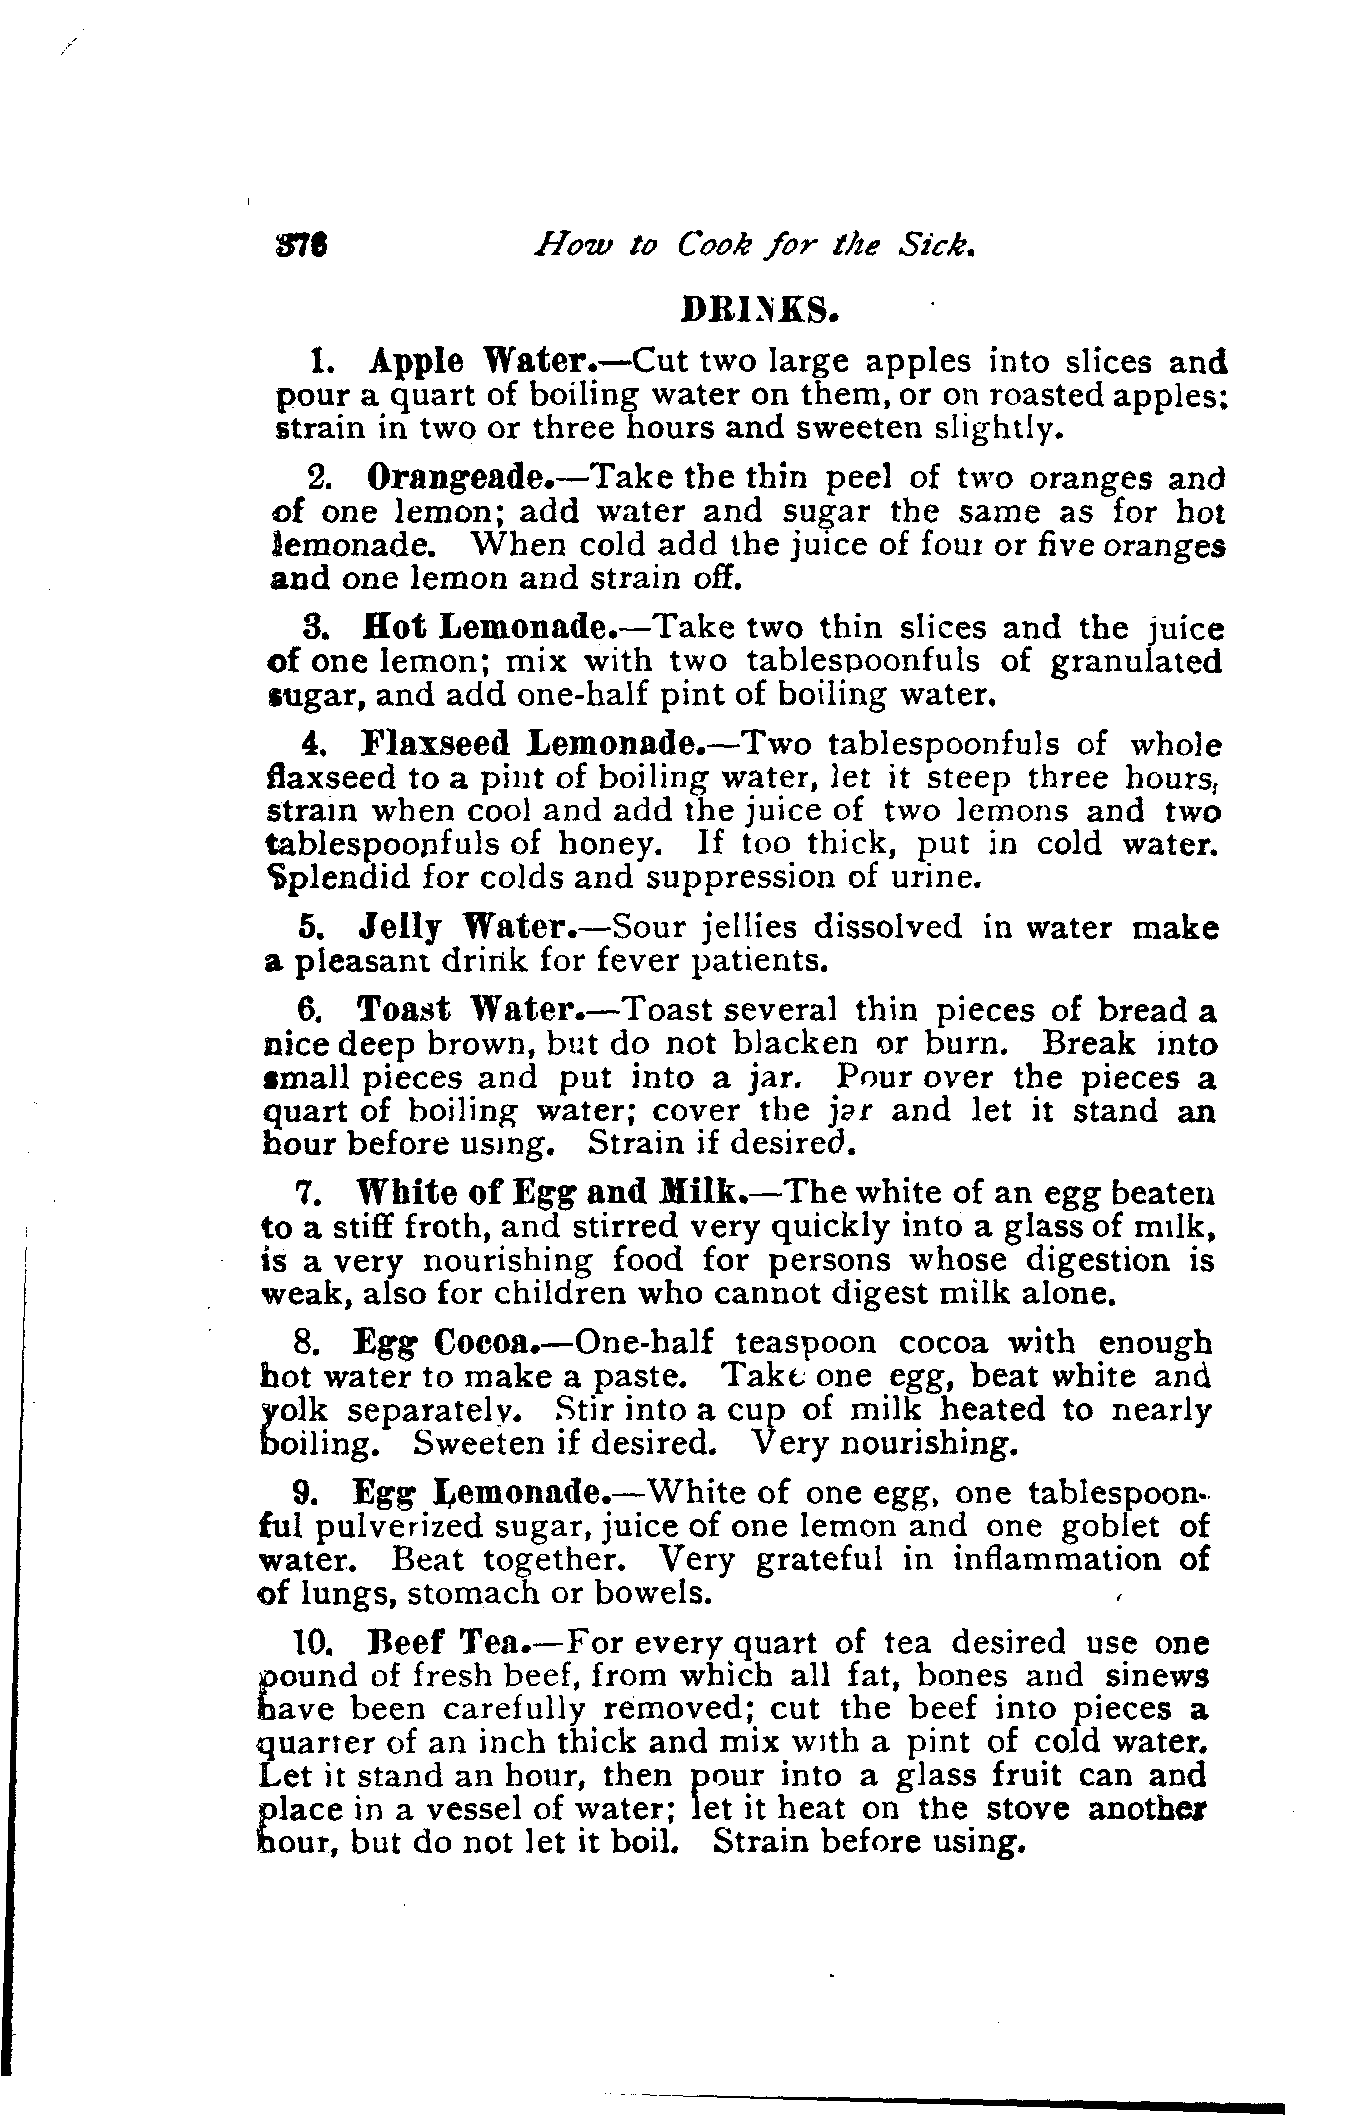 376 How to Cook for the Sick.
DRINKS.
1. Apple Water.—Cut two large apples into slices and
pour a quart of boiling water on them, or on roasted apples;
strain in two or three hours and sweeten slightly.
2. Orangeade.—Take the thin peel of two oranges and
of one lemon; add water and sugar the same as for hot
lemonade. When cold add the juice of four or five oranges
and one lemon and strain off.
3. Hot Lemonade.—Take two thin slices and the juice
of one lemon; mix with two tablespoonfuls of granulated
sugar, and add one-half pint of boiling water.
4. Flaxseed Lemonade.—Two tablespoonfuls of whole
flaxseed to a pint of boiling water, let it steep three hours,
strain when cool and add the juice of two lemons and two
tablespoonfuls of honey. If too thick, put in cold water.
Splendid for colds and suppression of urine.
5. Jelly Water.—Sour jellies dissolved in water make
a pleasant drink for fever patients.
6. Toast Water.—Toast several thin pieces of bread a
nice deep brown, but do not blacken or burn. Break into
small pieces and put into a jar. Pour over the pieces a
quart of boiling water; cover the jar and let it stand an
hour before using. Strain if desired.
7. White of Egg and Milk.—The white of an egg beaten
to a stiff froth, and stirred very quickly into a glass of milk,
is a very nourishing food for persons whose digestion is
weak, also for children who cannot digest milk alone.
8. Egg Cocoa.—One-half teaspoon cocoa with enough
hot water to make a paste. Take one egg, beat white and
yolk separately. Stir into a cup of milk heated to nearly
boiling. Sweeten if desired. Very nourishing.
9. Egg Lemonade.—White of one egg, one tablespoon-
ful pulverized sugar, juice of one lemon and one goblet of
water. Beat together. Very grateful in inflammation of
of lungs, stomach or bowels.
10. Beef Tea.—For every quart of tea desired use one
pound of fresh beef, from which all fat, bones and sinews
have been carefully removed; cut the beef into pieces a
quarter of an inch thick and mix with a pint of cold water.
Let it stand an hour, then pour into a glass fruit can and
place in a vessel of water; let it heat on the stove another
hour, but do not let it boil. Strain before using.